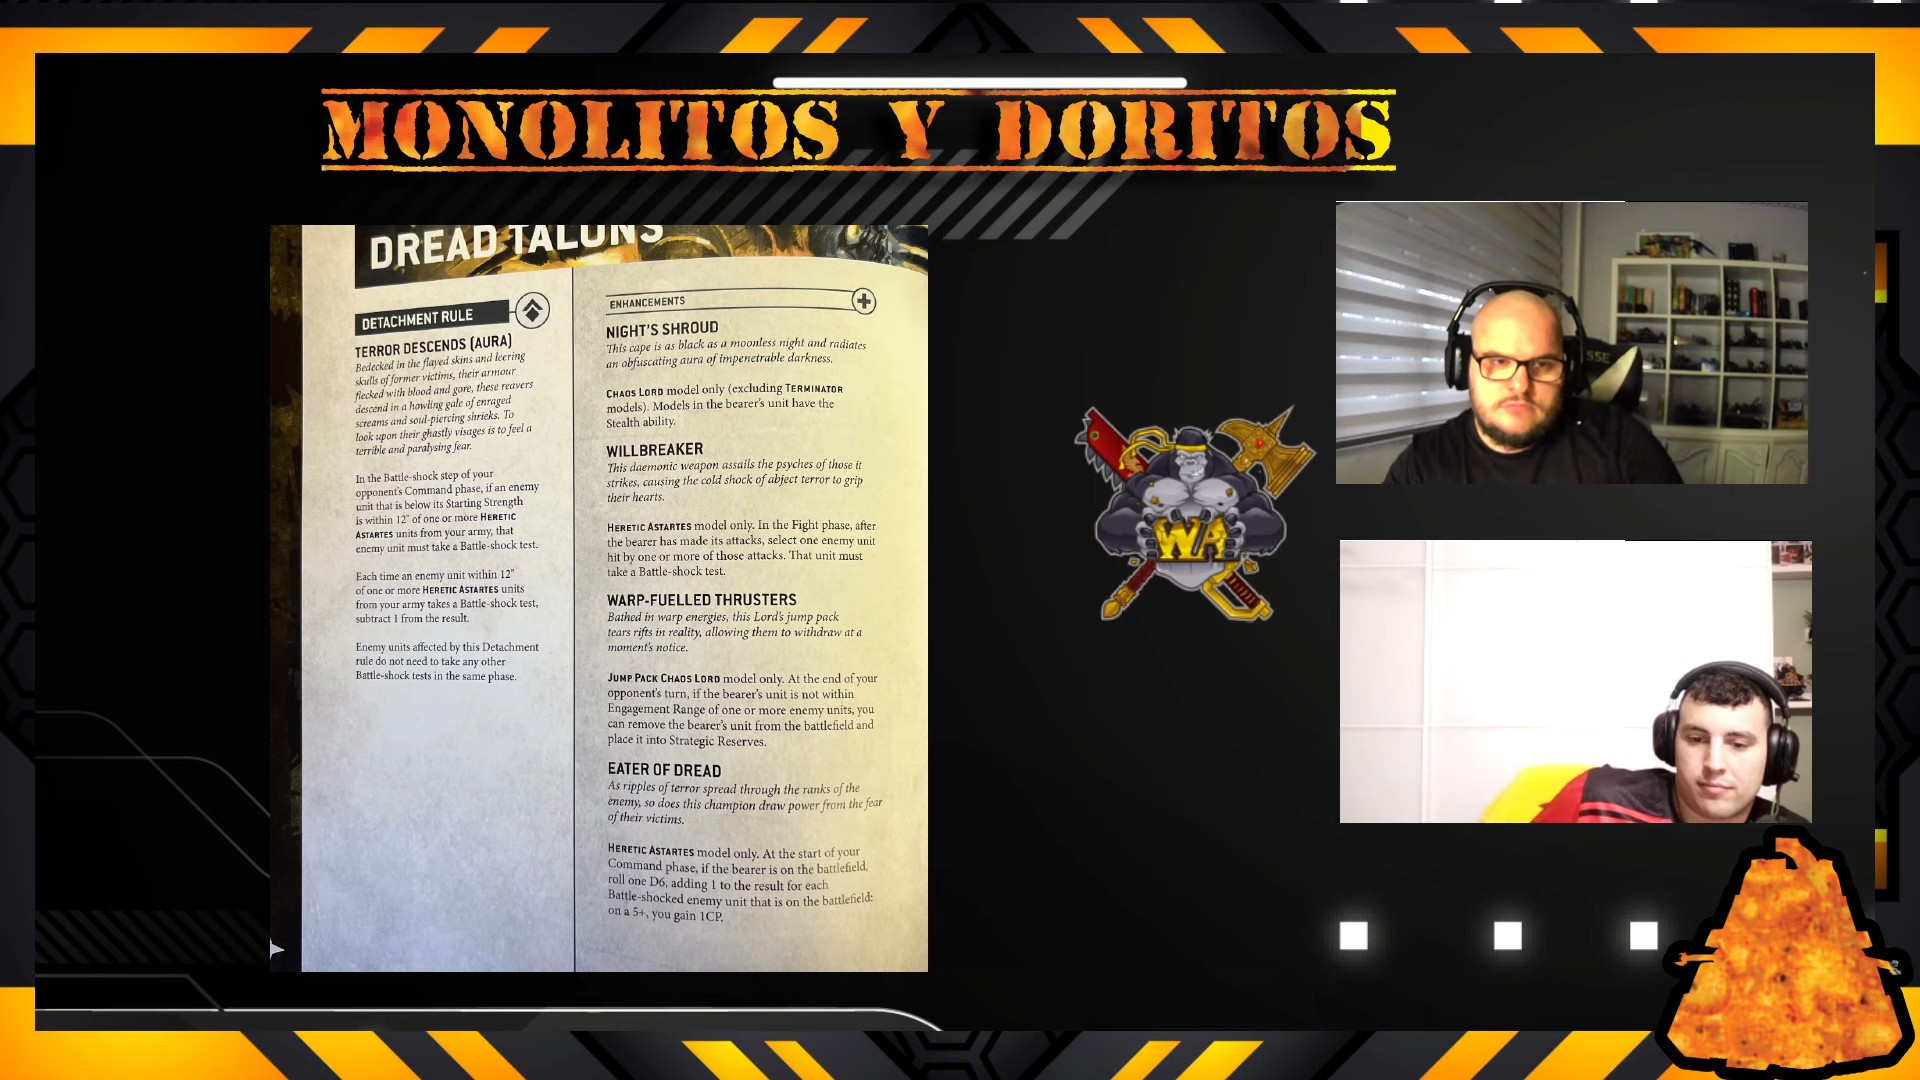 MONOLITOS Y DORITOS
DREAD TALONS
DETACHMENT RULE
TERROR DESCENDS (AURA)
Bedecked in the flayed skins and leering
skulls of former victims, their armour
flecked with blood and gore, these reavers
descend in a howling gale of enraged
screams and soul-piercing shrieks. To
look upon their ghastly visages is to feel a
terrible and paralysing fear.
In the Battle-shock step of your
opponent's Command phase, if an enemy
unit that is below its Starting Strength
is within 12" of one or more HERETIC
ASTARTES units from your army, that
enemy unit must take a Battle-shock test.
Each time an enemy unit within 12"
of one or more HERETIC ASTARTES units
from your army takes a Battle-shock test,
subtract 1 from the result.
Enemy units affected by this Detachment
rule do not need to take any other
Battle-shock tests in the same phase.
ENHANCEMENTS
NIGHT'S SHROUD
This cape is as black as a moonless night and radiates
an obfuscating aura of impenetrable darkness.
CHAOS LORD model only (excluding TERMINATOR
models). Models in the bearer's unit have the
Stealth ability.
WILLBREAKER
This daemonic weapon assails the psyches of those it
strikes, causing the cold shock of abject terror to grip
their hearts.
HERETIC ASTARTES model only. In the Fight phase, after
the bearer has made its attacks, select one enemy unit
hit by one or more of those attacks. That unit must
take a Battle-shock test.
WARP-FUELLED THRUSTERS
Bathed in warp energies, this Lord's jump pack
tears rifts in reality, allowing them to withdraw at a
moment's notice.
JUMP PACK CHAOS LORD model only. At the end of your
opponent's turn, if the bearer's unit is not within
Engagement Range of one or more enemy units, you
can remove the bearer's unit from the battlefield and
place it into Strategic Reserves.
EATER OF DREAD
As ripples of terror spread through the ranks of the
enemy, so does this champion draw power from the fear
of their victims.
HERETIC ASTARTES model only. At the start of your
Command phase, if the bearer is on the battlefield,
roll one D6, adding 1 to the result for each
Battle-shocked enemy unit that is on the battlefield:
on a 5+, you gain 1CP.